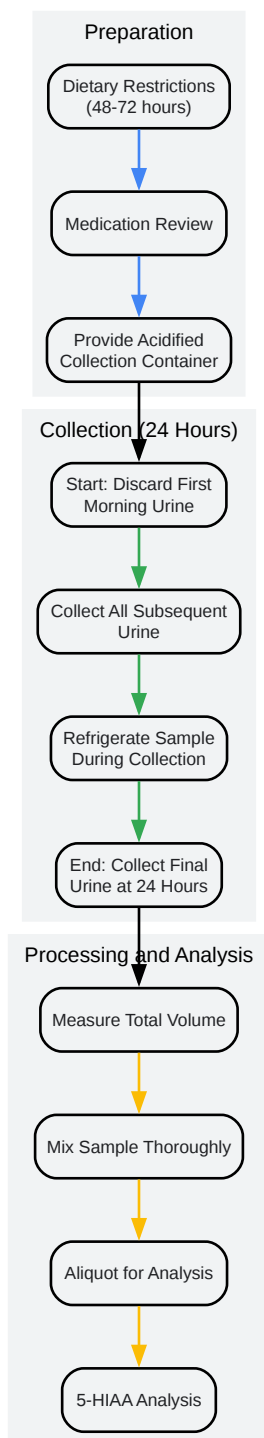 Preparation
Dietary Restrictions
(48-72 hours)
Medication Review
Provide Acidified
Collection Container
Collection (24 Hours)
Start: Discard First
Morning Urine
Collect All Subsequent
Urine
Refrigerate Sample
During Collection
End: Collect Final
Urine at 24 Hours
Processing and Analysis
Measure Total Volume
Mix Sample Thoroughly
Aliquot for Analysis
5-HIAA Analysis